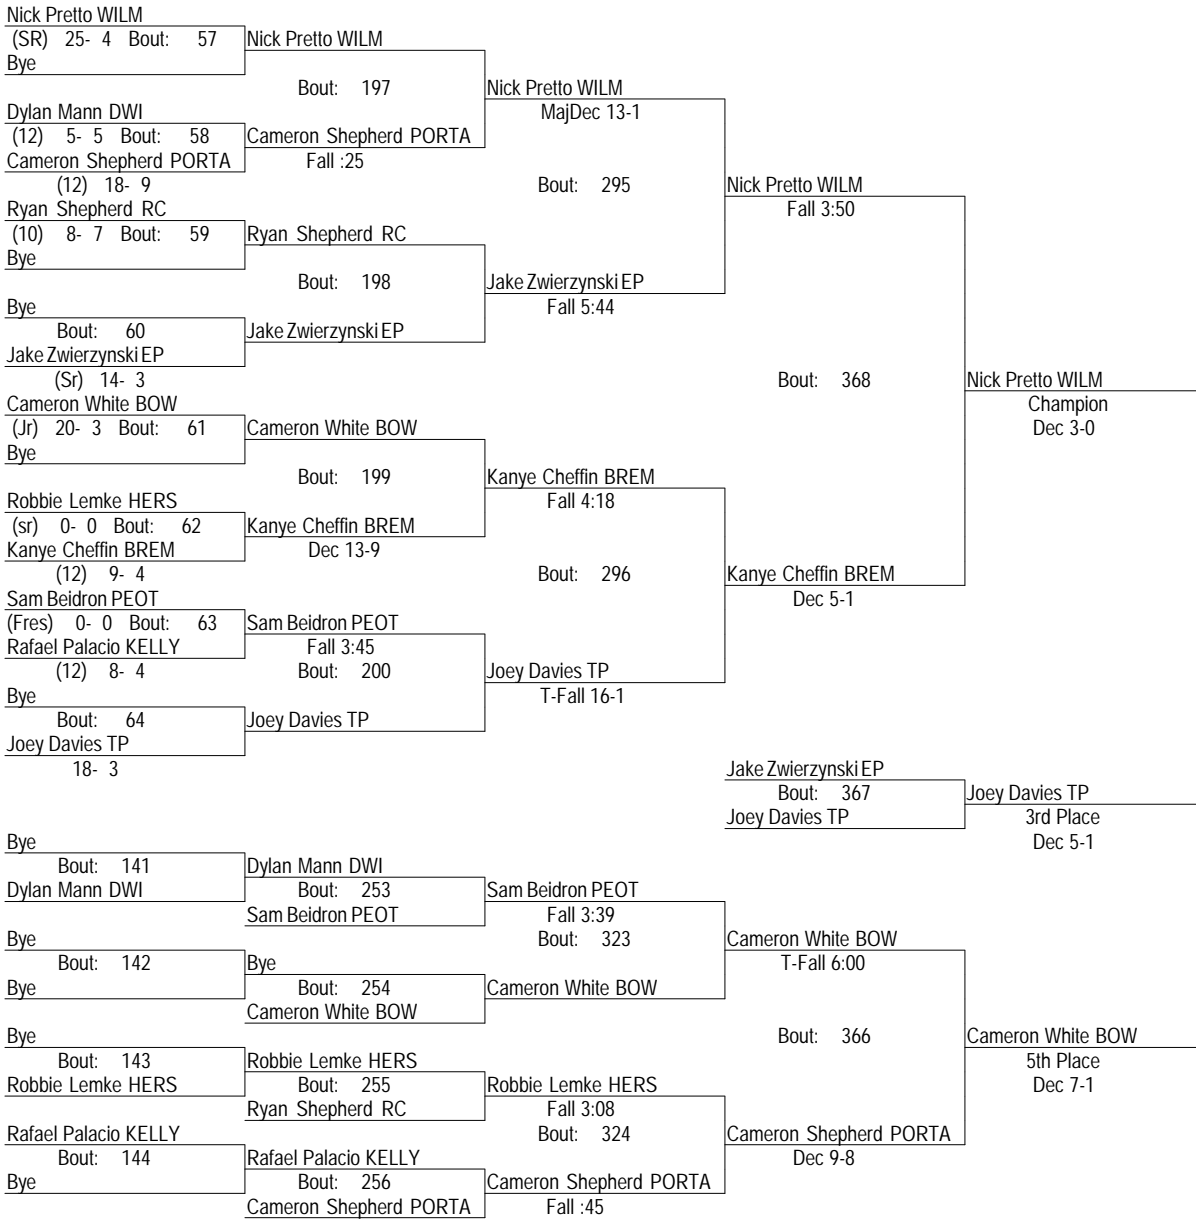 Nick Pretto WILM
(SR) 25- 4 Bout: 57 Nick Pretto WILM
Bye
Bout: 197 Nick Pretto WILM
Dylan Mann DWI MajDec 13-1
(12) 5- 5 Bout: 58 Cameron Shepherd PORTA
Cameron Shepherd PORTA Fall :25
(12) 18- 9 Bout: 295 Nick Pretto WILM
Ryan Shepherd RC Fall 3:50
(10) 8- 7 Bout: 59 Ryan Shepherd RC
Bye
Bout: 198 Jake Zwierzynski EP
Bye Fall 5:44
Bout: 60 Jake Zwierzynski EP
Jake Zwierzynski EP
(Sr) 14- 3 Bout: 368 Nick Pretto WILM
Cameron White BOW Champion
(Jr) 20- 3 Bout: 61 Cameron White BOW Dec 3-0
Bye
Bout: 199 Kanye Cheffin BREM
Robbie Lemke HERS Fall 4:18
(sr) 0- 0 Bout: 62 Kanye Cheffin BREM
Kanye Cheffin BREM Dec 13-9
(12) 9- 4 Bout: 296 Kanye Cheffin BREM
Sam Beidron PEOT Dec 5-1
(Fres) 0- 0 Bout: 63 Sam Beidron PEOT
Rafael Palacio KELLY Fall 3:45
(12) 8- 4 Bout: 200 Joey Davies TP
Bye T-Fall 16-1
Bout: 64 Joey Davies TP
Joey Davies TP
18- 3 Jake Zwierzynski EP
Bout: 367 Joey Davies TP
Joey Davies TP 3rd Place
Bye Dec 5-1
Bout: 141 Dylan Mann DWI
Dylan Mann DWI Bout: 253 Sam Beidron PEOT
Sam Beidron PEOT Fall 3:39
Bye Bout: 323 Cameron White BOW
Bout: 142 Bye T-Fall 6:00
Bye Bout: 254 Cameron White BOW
Cameron White BOW
Bye Bout: 366 Cameron White BOW
Bout: 143 Robbie Lemke HERS 5th Place
Robbie Lemke HERS Bout: 255 Robbie Lemke HERS Dec 7-1
Ryan Shepherd RC Fall 3:08
Rafael Palacio KELLY Bout: 324 Cameron Shepherd PORTA
Bout: 144 Rafael Palacio KELLY Dec 9-8
Bye Bout: 256 Cameron Shepherd PORTA
Cameron Shepherd PORTA Fall :45